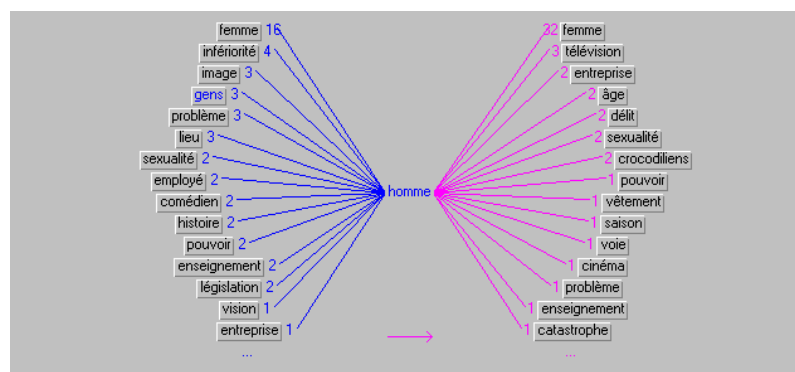 femme 16 32 femme
infériorité 4 3 télévision
image 3 2 entreprise
gens 3 2 âge
problème 3 2 délit
lieu 3 2 sexualité
sexualité 2 2 crocodiliens
employé 2 1 pouvoir
homme
comédien 2 1 vêtement
histoire 2 1 saison
pouvoir 2 1 voie
enseignement 2 1 cinéma
législation 2 1 problème
vision 1 1 enseignement
entreprise 1 1 catastrophe
... ...